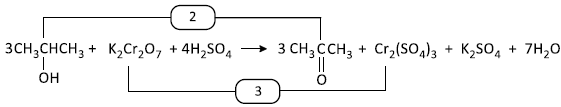 2
3CH₃CHCH₃ + K₂Cr₂O₇ + 4H₂SO₄ ⟶ 3 CH₃CCH₃ + Cr₂(SO₄)₃ + K₂SO₄ + 7H₂O
OH O
3